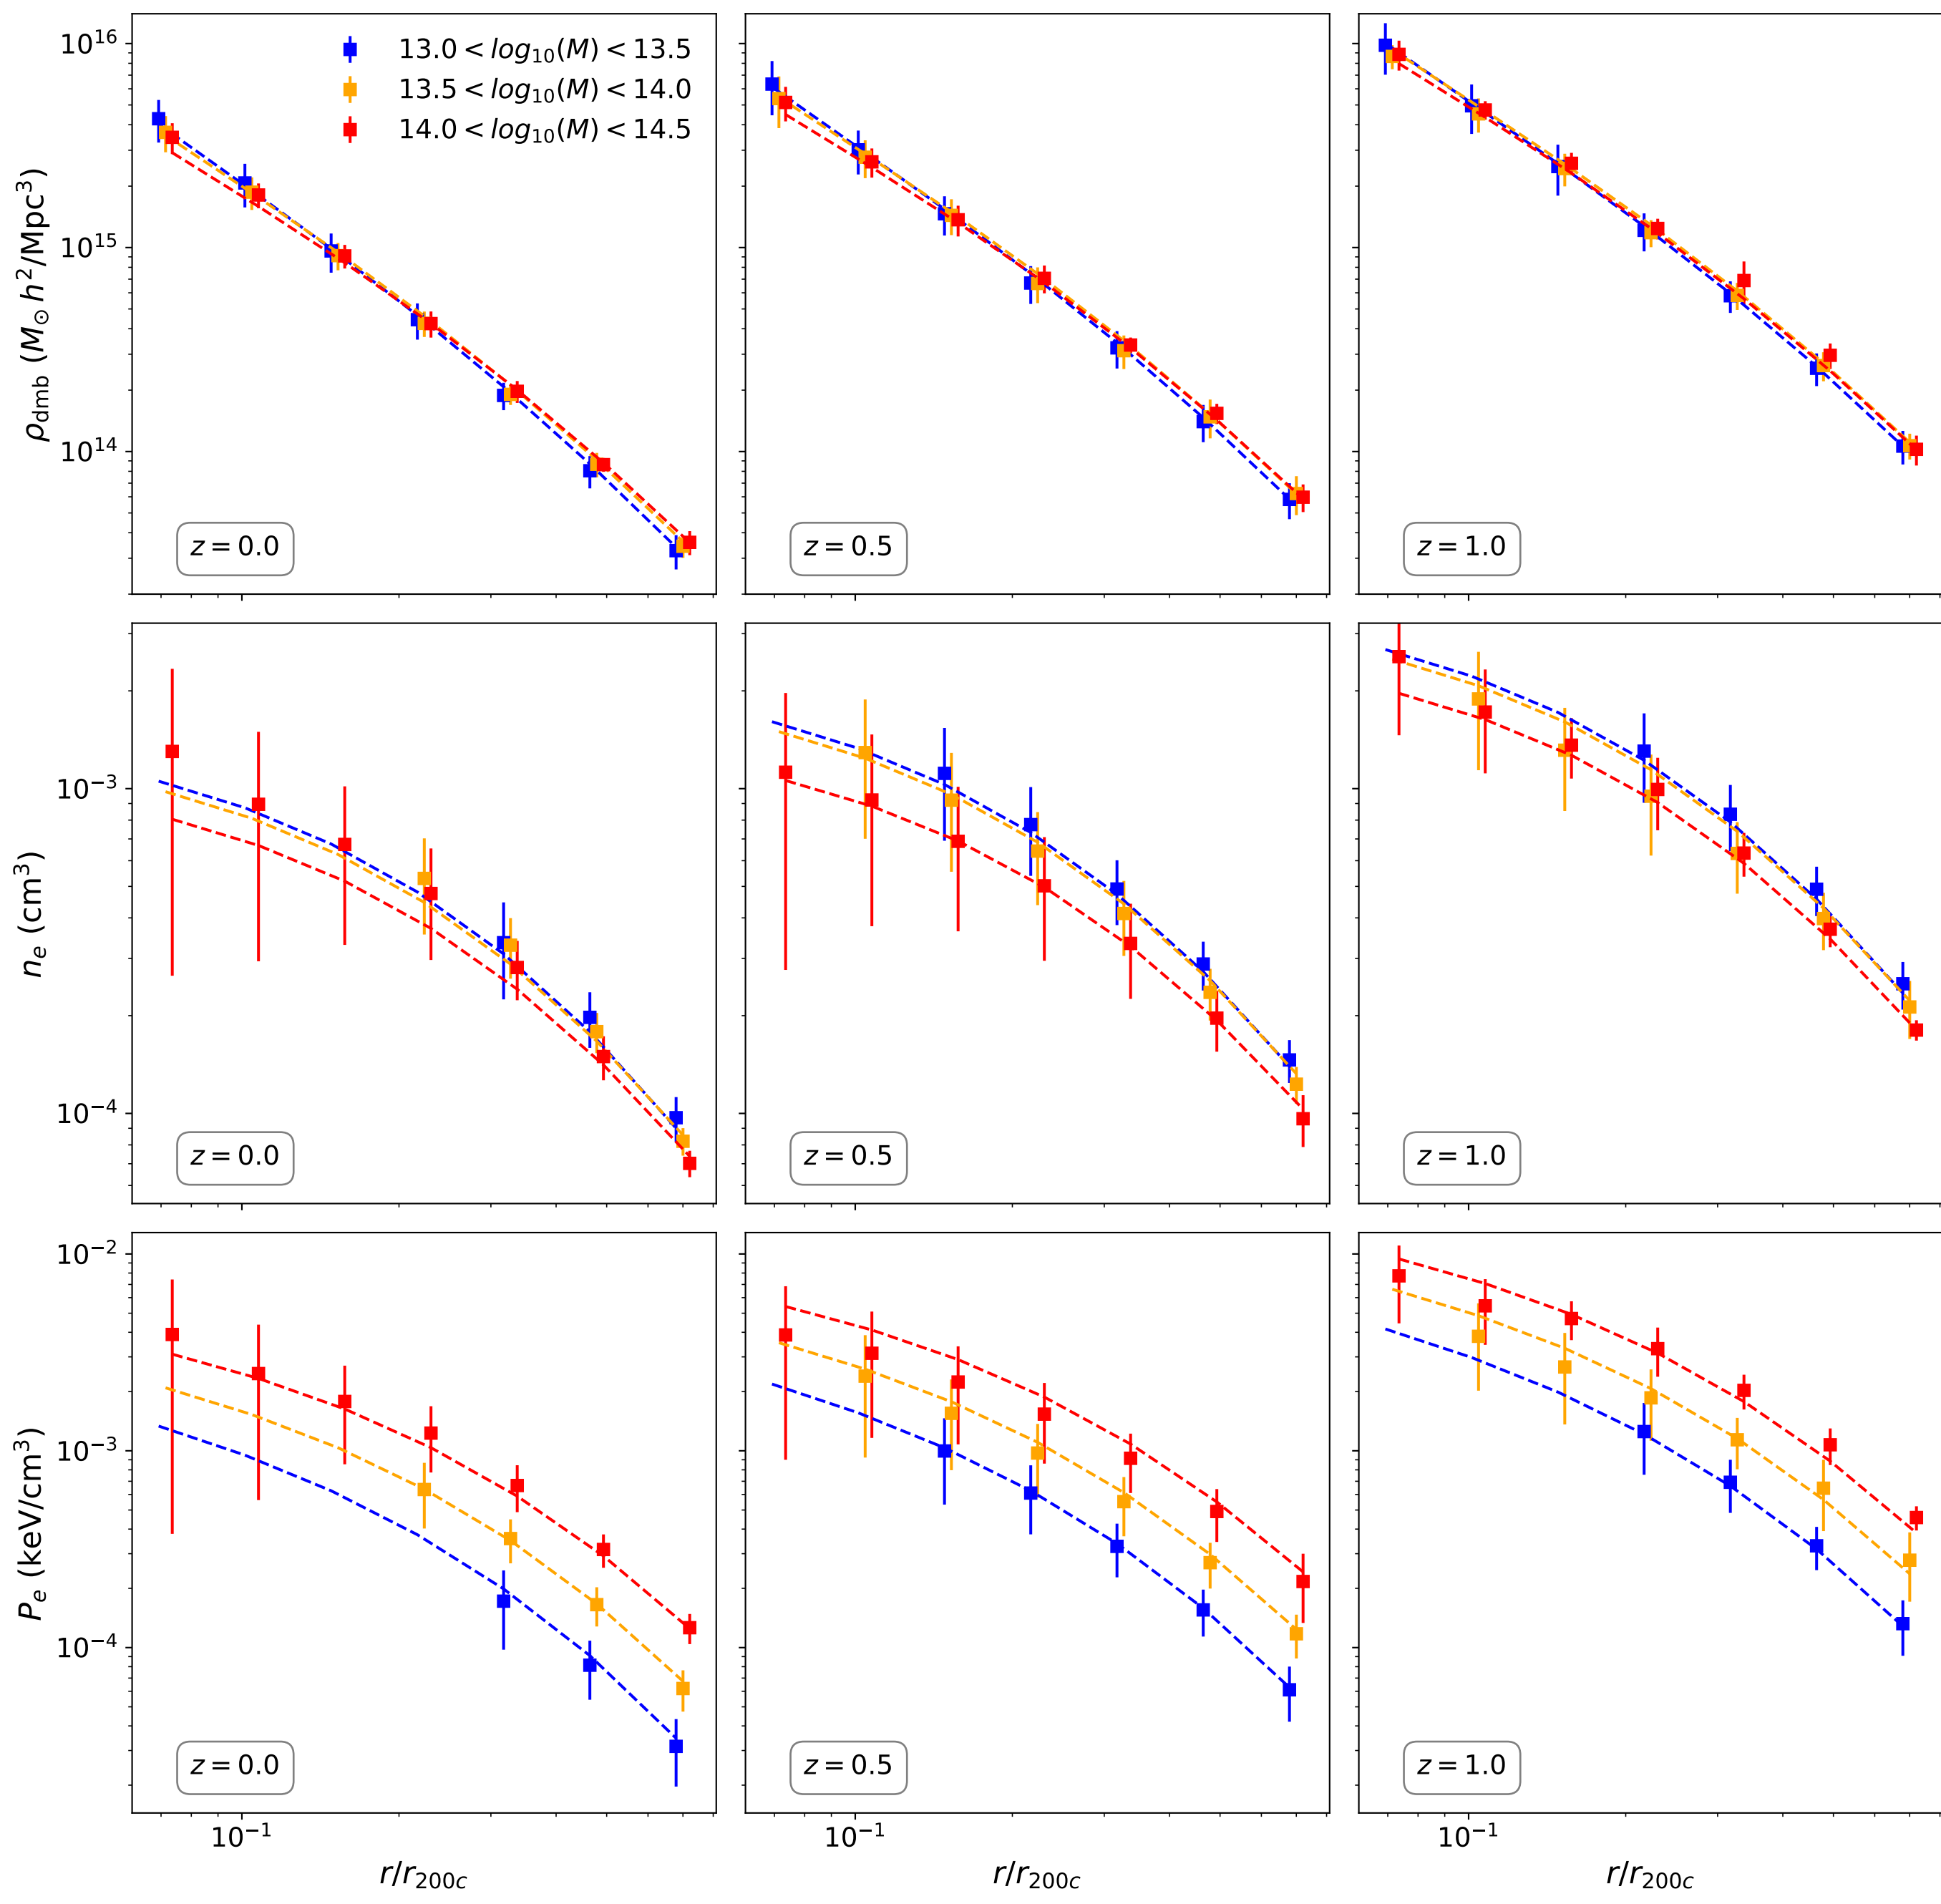 10^16
10^15
10^14
ρ_dmb (M_⊙ h^2/Mpc^3)
13.0 < log_10(M) < 13.5
13.5 < log_10(M) < 14.0
14.0 < log_10(M) < 14.5
z = 0.0
z = 0.5
z = 1.0
10^−3
10^−4
n_e (cm^3)
z = 0.0
z = 0.5
z = 1.0
10^−2
10^−3
10^−4
P_e (keV/cm^3)
z = 0.0
z = 0.5
z = 1.0
10^−1
10^−1
10^−1
r/r_200c
r/r_200c
r/r_200c